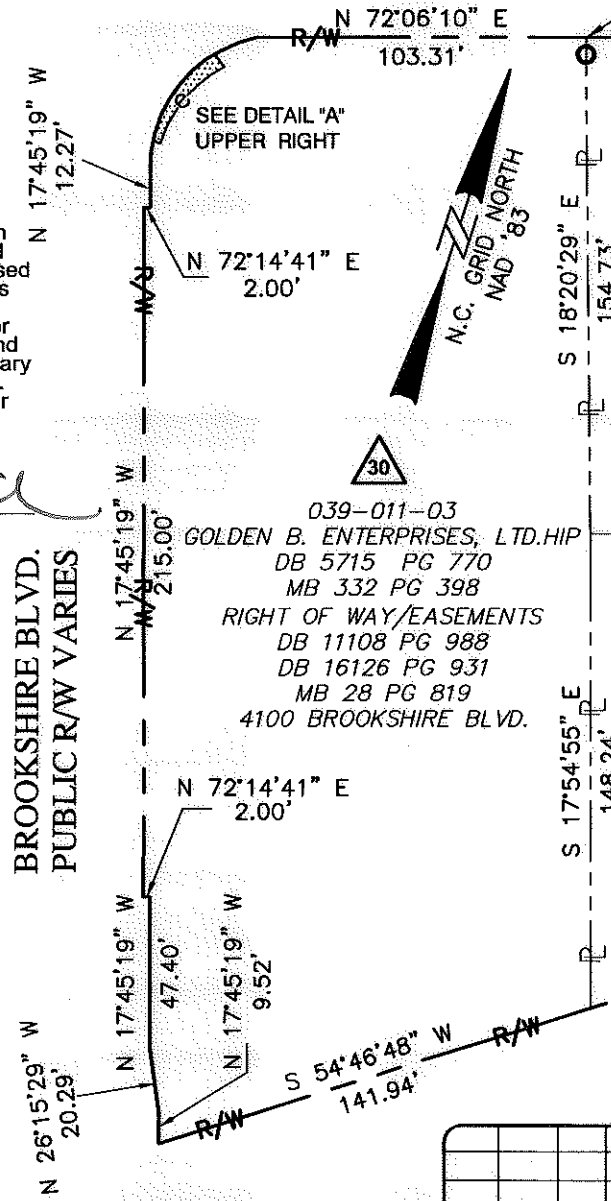 N 72°06'10" E
R/W
103.31'
N 17°45'19" W
12.27'
SEE DETAIL "A"
UPPER RIGHT
N 72°14'41" E
2.00'
R/W
N.C. GRID NORTH
NAD '83
S 18°20'29" E
154.73'
PL
PL
30
039-011-03
GOLDEN B. ENTERPRISES, LTD.HIP
DB 5715 PG 770
MB 332 PG 398
RIGHT OF WAY/EASEMENTS
DB 11108 PG 988
DB 16126 PG 931
MB 28 PG 819
4100 BROOKSHIRE BLVD.
N 17°45'19" W
215.00'
R/W
BROOKSHIRE BLVD.
PUBLIC R/W VARIES
N 72°14'41" E
2.00'
S 17°54'55" E
148.24'
PL
PL
N 17°45'19" W
47.40'
N 17°45'19" W
9.52'
N 26°15'29" W
20.29'
S 54°46'48" W
141.94'
R/W
R/W